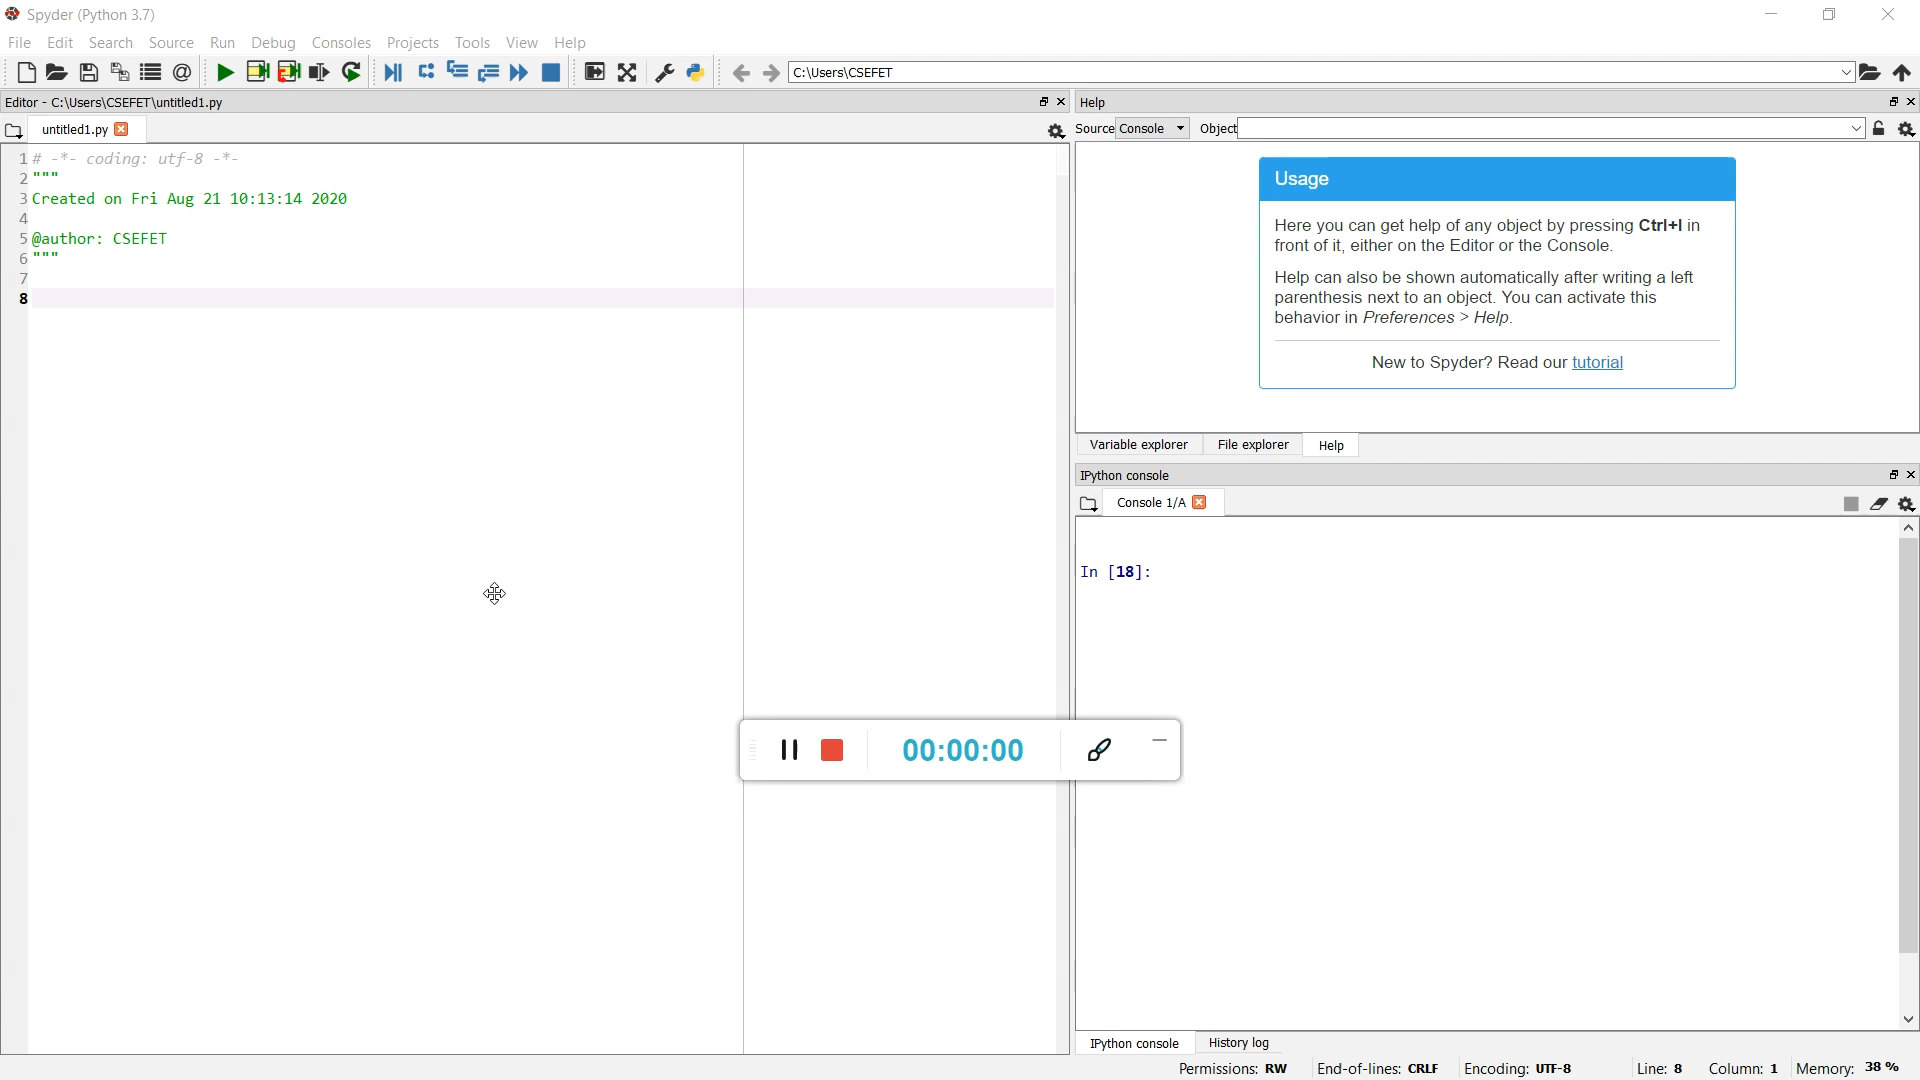 Spyder (Python 3.7)
File Edit Search Source Run Debug Consoles Projects Tools View Help
C:\Users\CSEFET
Editor - C:\Users\CSEFET\untitled1.py
untitled1.py
1 # -*- coding: utf-8 -*-
2 """
3 Created on Fri Aug 21 10:13:14 2020
4
5 @author: CSEFET
6 """
7
8
Help
Source Console Object
Usage
Here you can get help of any object by pressing Ctrl+I in
front of it, either on the Editor or the Console.
Help can also be shown automatically after writing a left
parenthesis next to an object. You can activate this
behavior in Preferences > Help.
New to Spyder? Read our tutorial
Variable explorer File explorer Help
IPython console
Console 1/A
In [18]:
00:00:00
IPython console History log
Permissions: RW End-of-lines: CRLF Encoding: UTF-8 Line: 8 Column: 1 Memory: 38 %